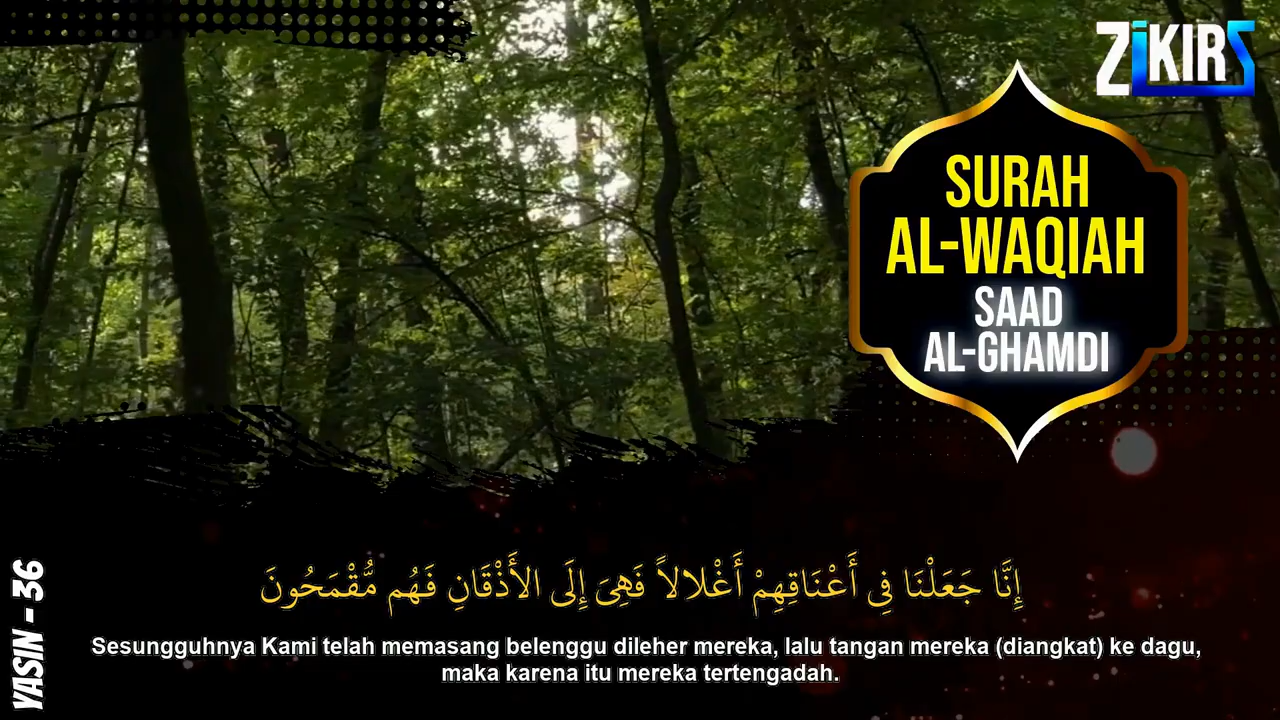 ZIKIRS
SURAH
AL-WAQIAH
SAAD
AL-GHAMDI
إِنَّا جَعَلْنَا فِى أَعْنَاقِهِمْ أَغْلالاً فَهِىَ إِلَى الأَذْقَانِ فَهُم مُّقْمَحُونَ
Sesungguhnya Kami telah memasang belenggu dileher mereka, lalu tangan mereka (diangkat) ke dagu,
maka karena itu mereka tertengadah.
YASIN - 36